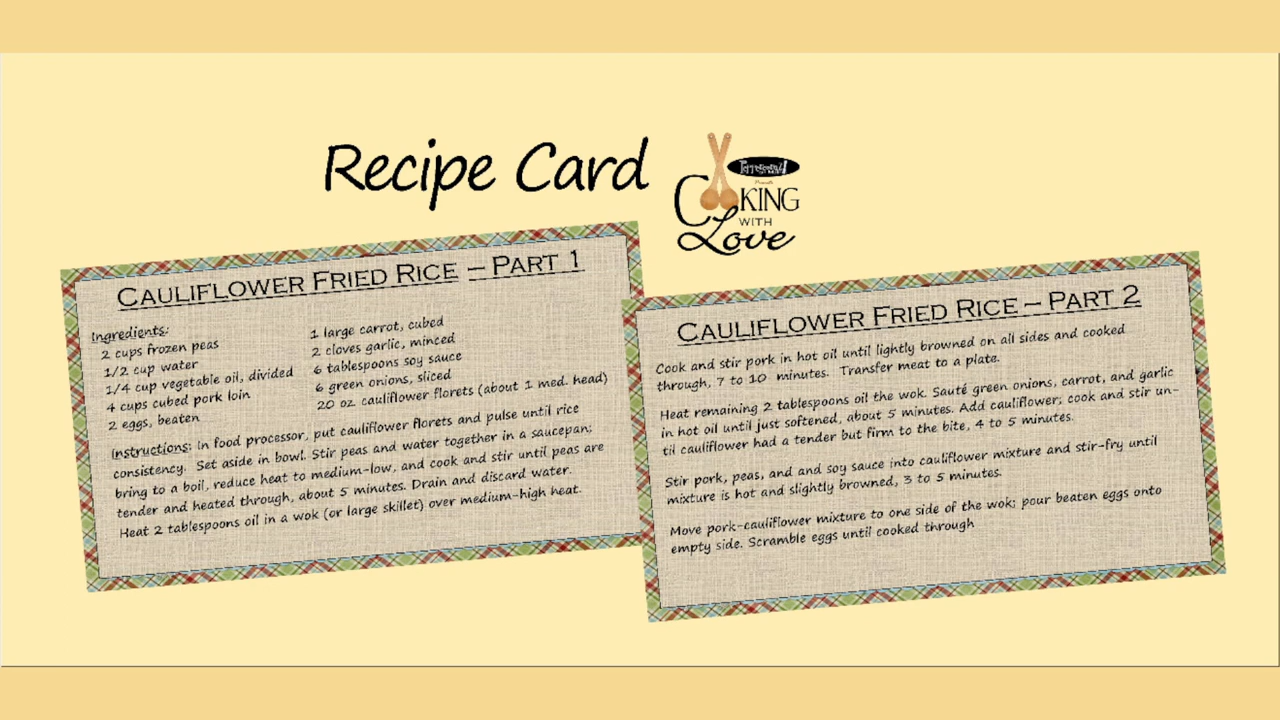 Recipe Card
COOKING
WITH
Love
CAULIFLOWER FRIED RICE – PART 1
Ingredients:
2 cups frozen peas
1/2 cup water
1/4 cup vegetable oil, divided
4 cups cubed pork loin
2 eggs, beaten
1 large carrot, cubed
2 cloves garlic, minced
6 tablespoons soy sauce
6 green onions, sliced
20 oz cauliflower florets (about 1 med. head)
Instructions: In food processor, put cauliflower florets and pulse until rice
consistency. Set aside in bowl. Stir peas and water together in a saucepan;
bring to a boil, reduce heat to medium-low, and cook and stir until peas are
tender and heated through, about 5 minutes. Drain and discard water.
Heat 2 tablespoons oil in a wok (or large skillet) over medium-high heat.
CAULIFLOWER FRIED RICE – PART 2
Cook and stir pork in hot oil until lightly browned on all sides and cooked
through, 7 to 10 minutes. Transfer meat to a plate.
Heat remaining 2 tablespoons oil the wok. Sauté green onions, carrot, and garlic
in hot oil until just softened, about 5 minutes. Add cauliflower; cook and stir un-
til cauliflower had a tender but firm to the bite, 4 to 5 minutes.
Stir pork, peas, and and soy sauce into cauliflower mixture and stir-fry until
mixture is hot and slightly browned, 3 to 5 minutes.
Move pork-cauliflower mixture to one side of the wok; pour beaten eggs onto
empty side. Scramble eggs until cooked through